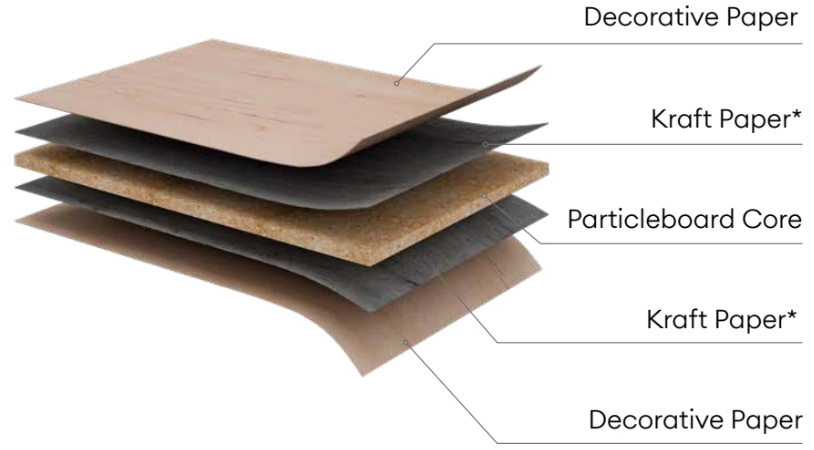 Decorative Paper
Kraft Paper*
Particleboard Core
Kraft Paper*
Decorative Paper